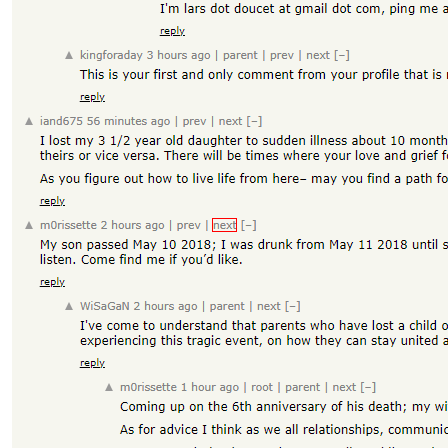 I'm lars dot doucet at gmail dot com, ping me a
reply
▲ kingforaday 3 hours ago | parent | prev | next [–]
This is your first and only comment from your profile that is
reply
▲ iand675 56 minutes ago | prev | next [–]
I lost my 3 1/2 year old daughter to sudden illness about 10 month
theirs or vice versa. There will be times where your love and grief
As you figure out how to live life from here– may you find a path fo
reply
▲ m0rissette 2 hours ago | prev | next [–]
My son passed May 10 2018; I was drunk from May 11 2018 until s
listen. Come find me if you'd like.
reply
▲ WiSaGaN 2 hours ago | parent | next [–]
I've come to understand that parents who have lost a child o
experiencing this tragic event, on how they can stay united a
reply
▲ m0rissette 1 hour ago | root | parent | next [–]
Coming up on the 6th anniversary of his death; my wi
As for advice I think as we all relationships, communic